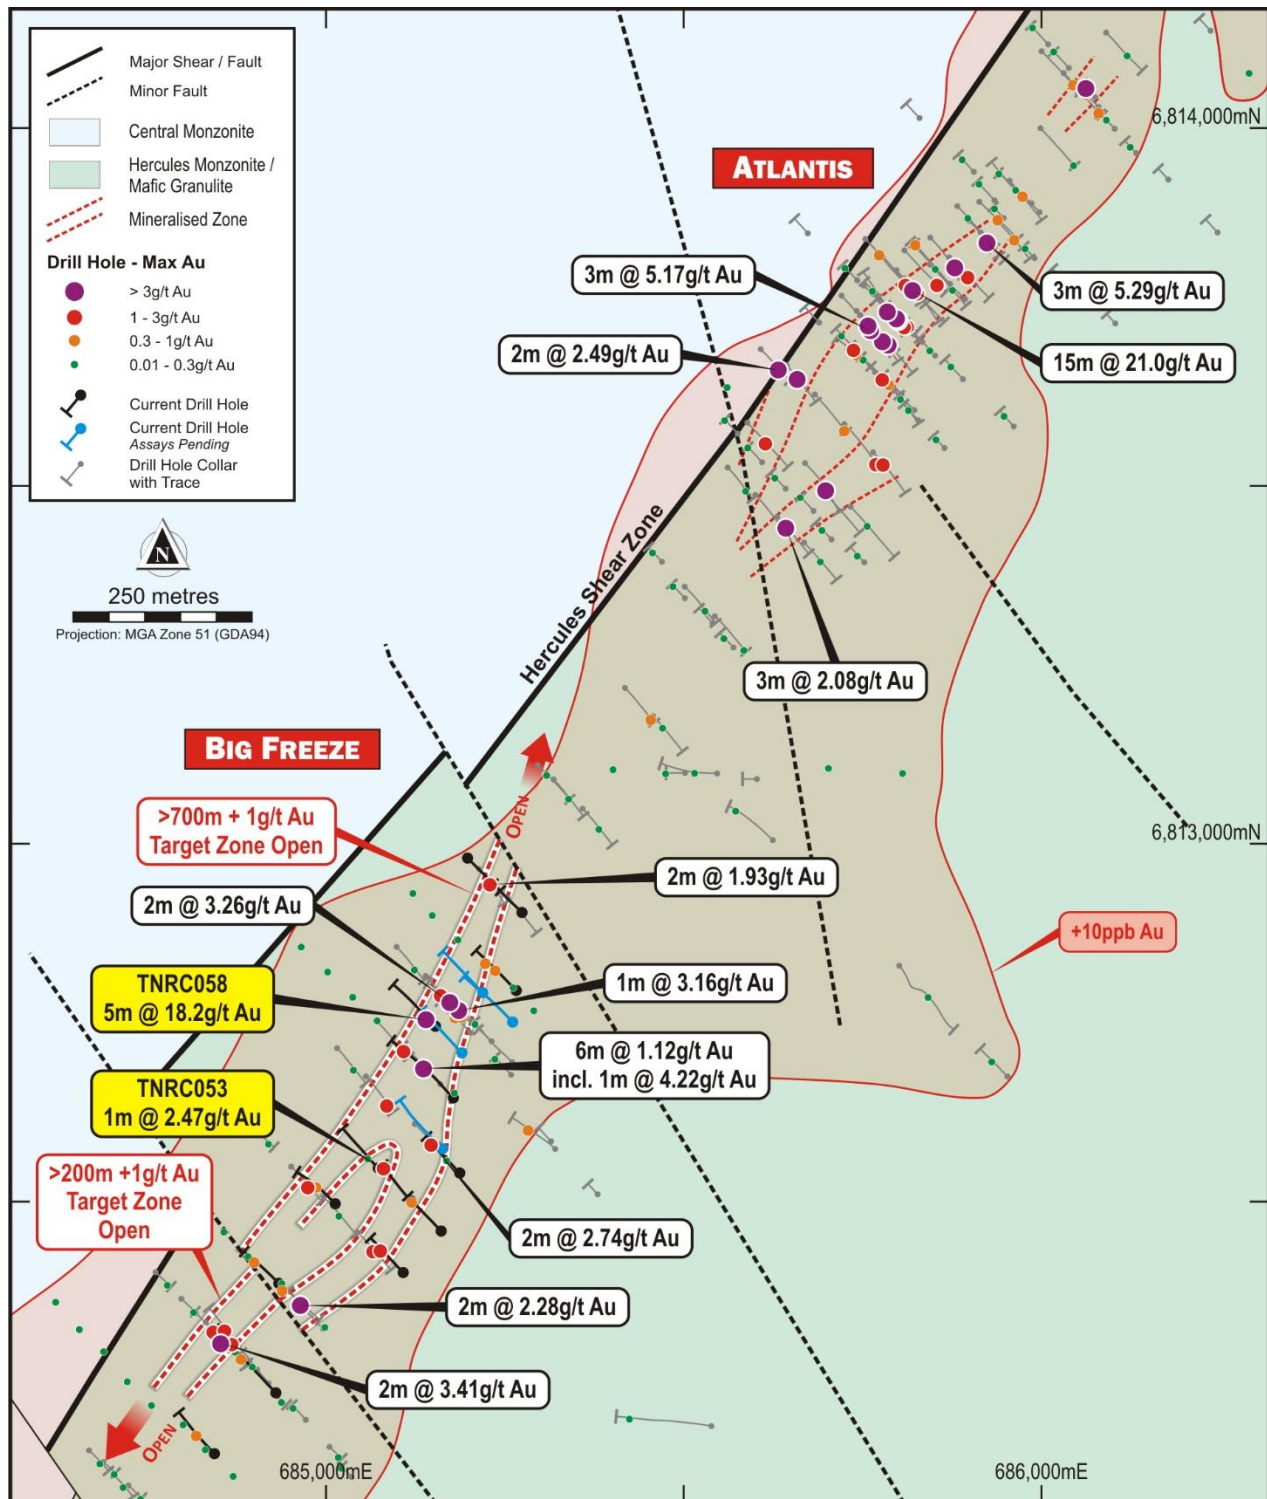 Major Shear / Fault
Minor Fault
Central Monzonite
Hercules Monzonite /
Mafic Granulite
Mineralised Zone
Drill Hole - Max Au
> 3g/t Au
1 - 3g/t Au
0.3 - 1g/t Au
0.01 - 0.3g/t Au
Current Drill Hole
Current Drill Hole
Assays Pending
Drill Hole Collar
with Trace
N
250 metres
Projection: MGA Zone 51 (GDA94)
6,814,000mN
ATLANTIS
3m @ 5.17g/t Au
3m @ 5.29g/t Au
2m @ 2.49g/t Au
15m @ 21.0g/t Au
Hercules Shear Zone
3m @ 2.08g/t Au
BIG FREEZE
OPEN
>700m + 1g/t Au
Target Zone Open
6,813,000mN
2m @ 1.93g/t Au
2m @ 3.26g/t Au
+10ppb Au
TNRC058
5m @ 18.2g/t Au
1m @ 3.16g/t Au
6m @ 1.12g/t Au
incl. 1m @ 4.22g/t Au
TNRC053
1m @ 2.47g/t Au
>200m +1g/t Au
Target Zone
Open
2m @ 2.74g/t Au
2m @ 2.28g/t Au
2m @ 3.41g/t Au
OPEN
685,000mE
686,000mE